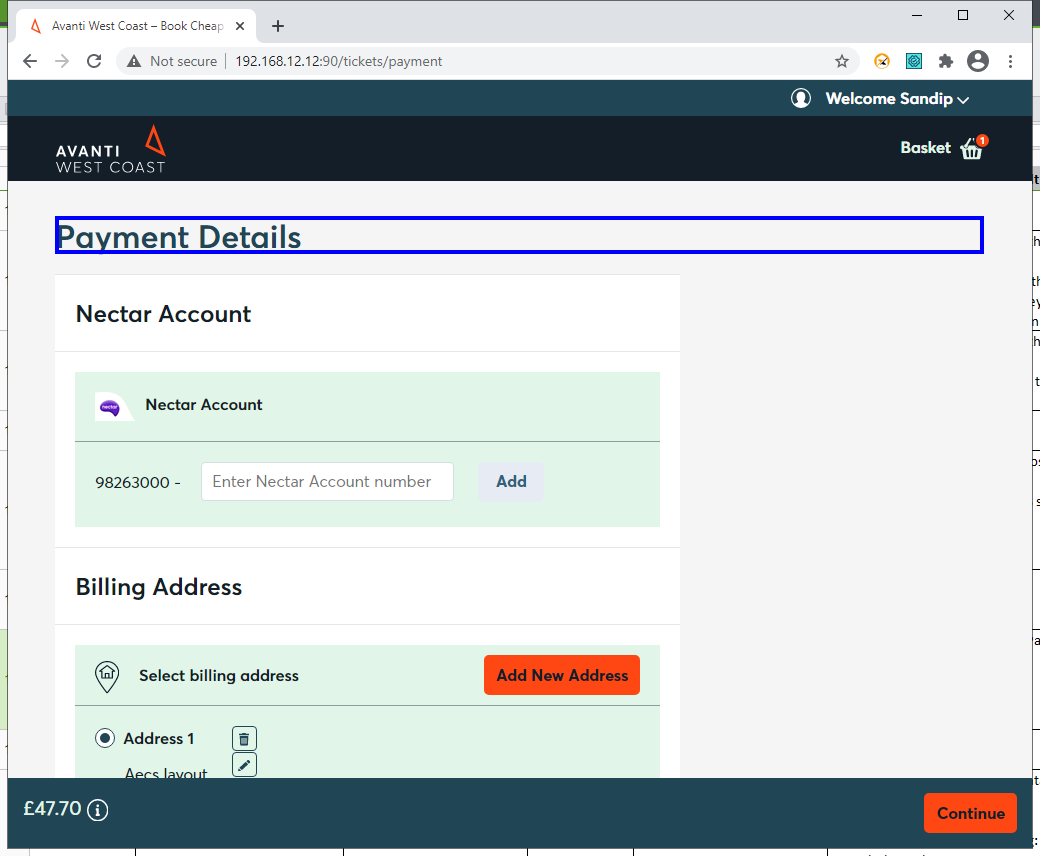 Avanti West Coast – Book Cheap
Not secure
192.168.12.12:90/tickets/payment
Welcome Sandip
AVANTI
WEST COAST
Basket
1
Payment Details
Nectar Account
nectar
Nectar Account
98263000 -
Enter Nectar Account number
Add
Billing Address
Select billing address
Add New Address
Address 1
Aecs layout
£47.70
Continue